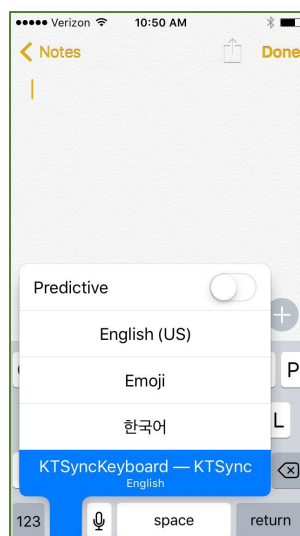 Verizon 10:50 AM
Notes Done
Predictive
English (US)
Emoji
한국어
P
L
KTSyncKeyboard — KTSync
English
123 space return